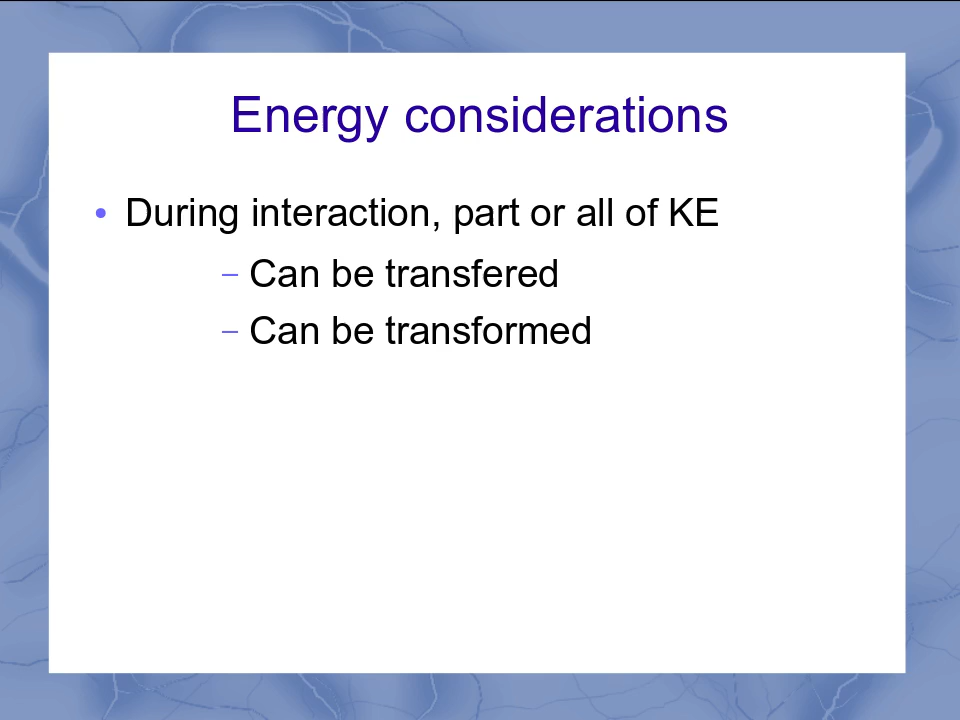 Energy considerations
• During interaction, part or all of KE
– Can be transfered
– Can be transformed